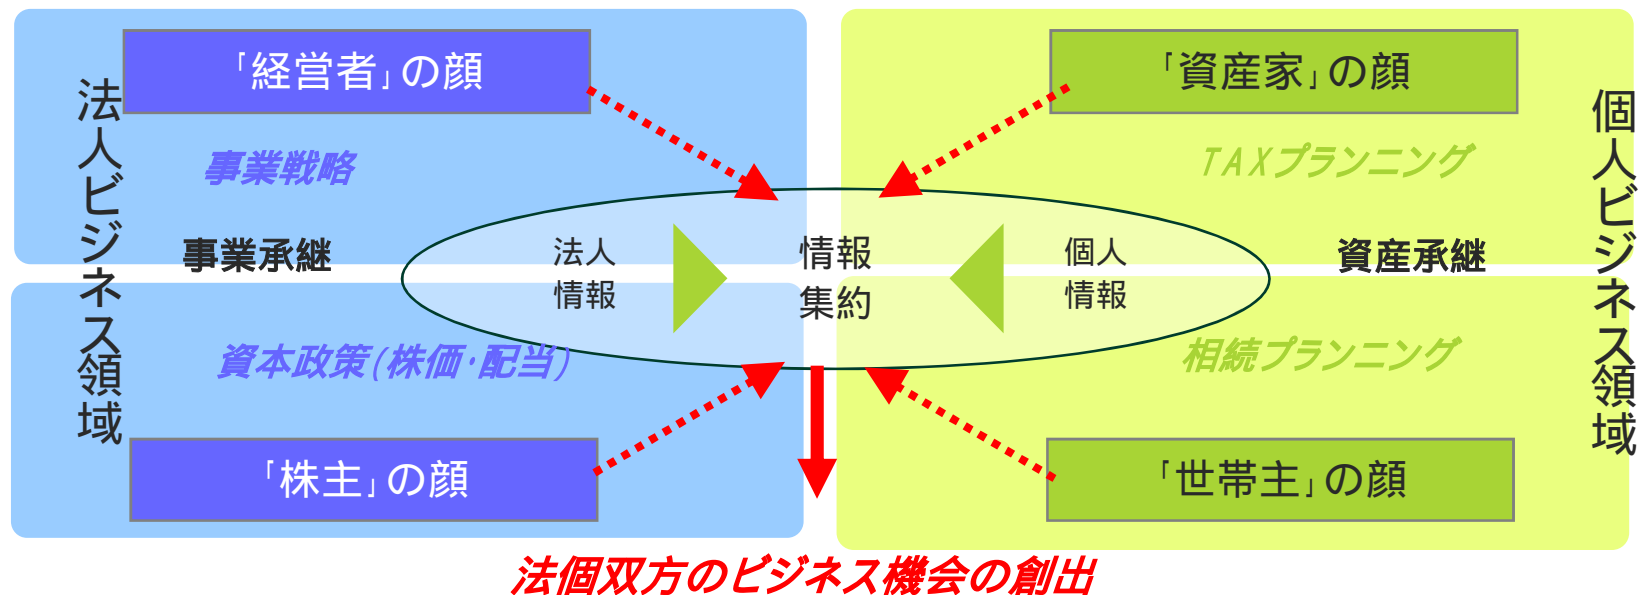 「経営者」の顔
「資産家」の顔
法人ビジネス領域
個人ビジネス領域
事業戦略
TAXプランニング
事業承継
法人
情報
情報
集約
個人
情報
資産承継
資本政策(株価・配当)
相続プランニング
「株主」の顔
「世帯主」の顔
法個双方のビジネス機会の創出